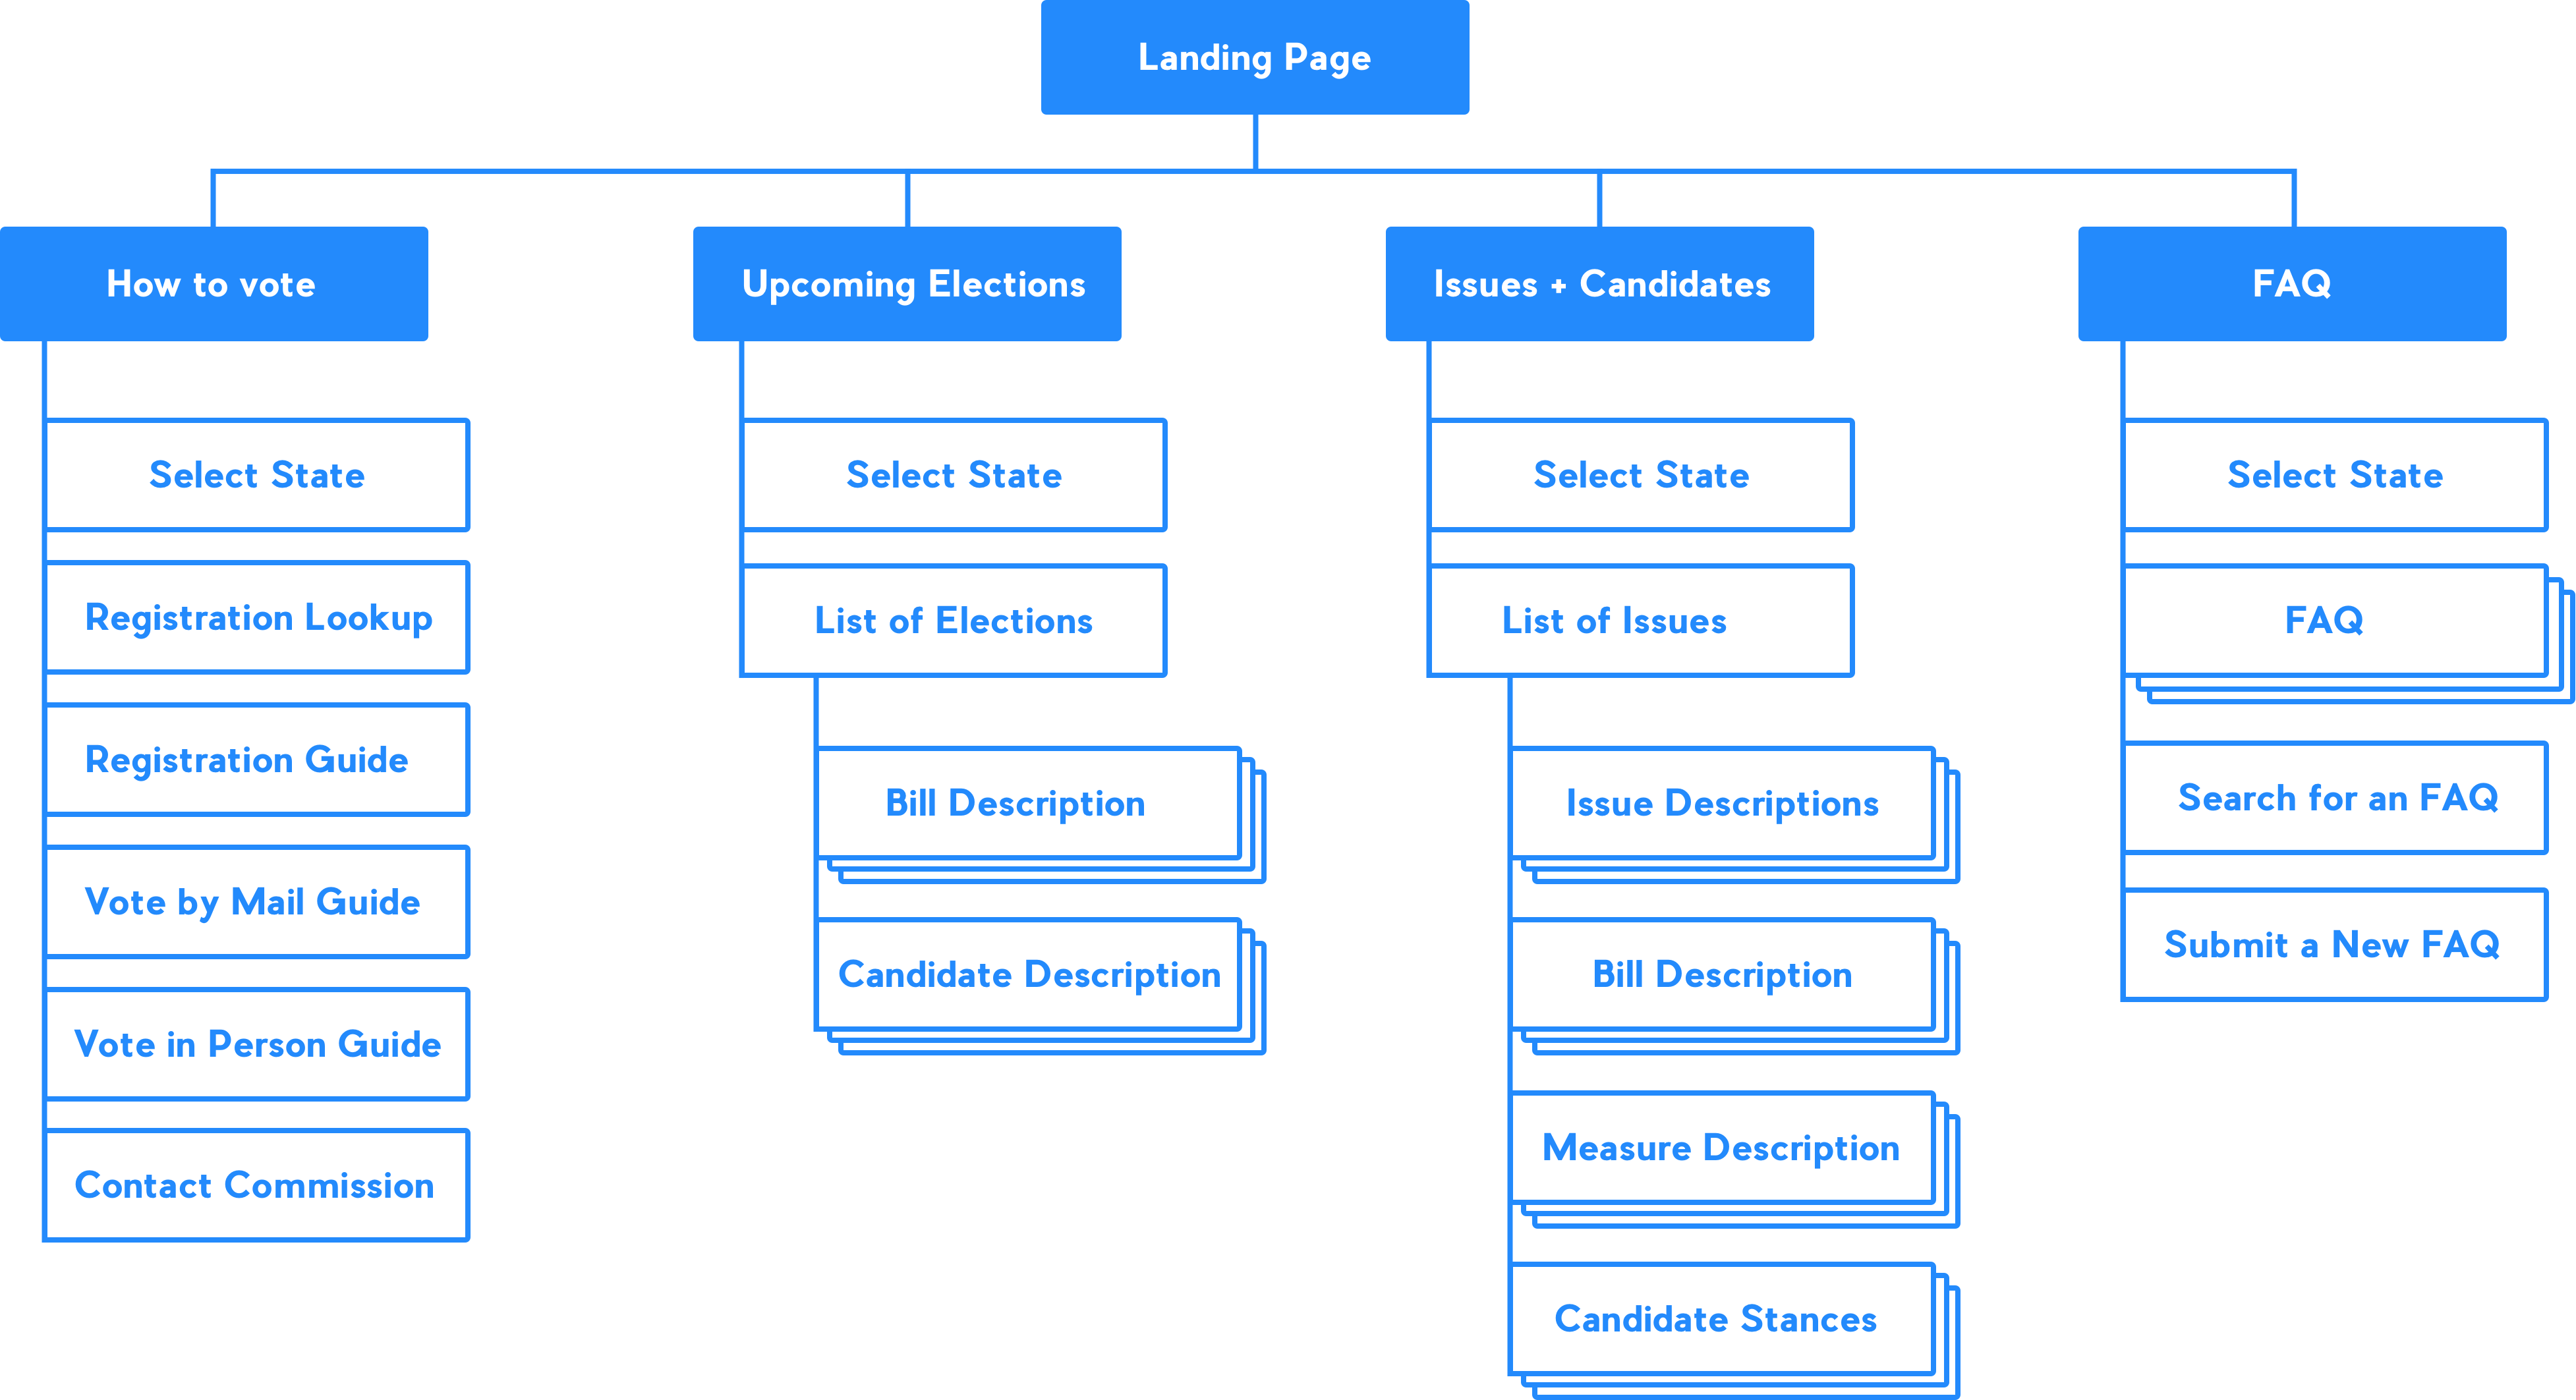 Landing Page
How to vote
Upcoming Elections
Issues + Candidates
FAQ
Select State
Registration Lookup
Registration Guide
Vote by Mail Guide
Vote in Person Guide
Contact Commission
Select State
List of Elections
Bill Description
Candidate Description
Select State
List of Issues
Issue Descriptions
Bill Description
Measure Description
Candidate Stances
Select State
FAQ
Search for an FAQ
Submit a New FAQ